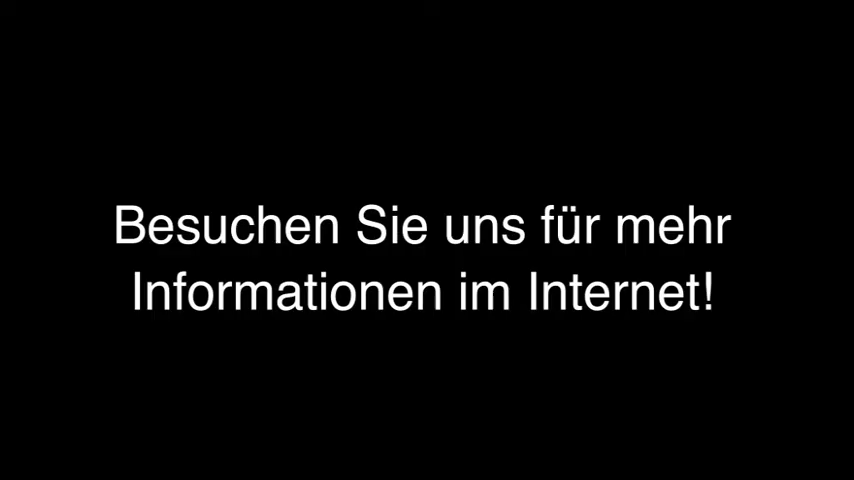 Besuchen Sie uns für mehr
Informationen im Internet!